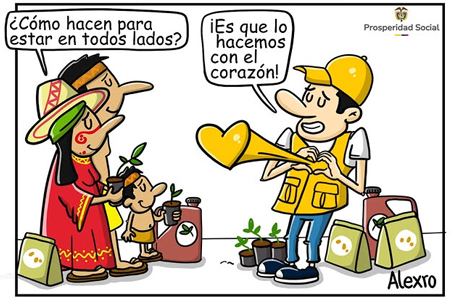 ¿Cómo hacen para
estar en todos lados?
¡Es que lo
hacemos
con el
corazón!
Prosperidad Social
Alexro